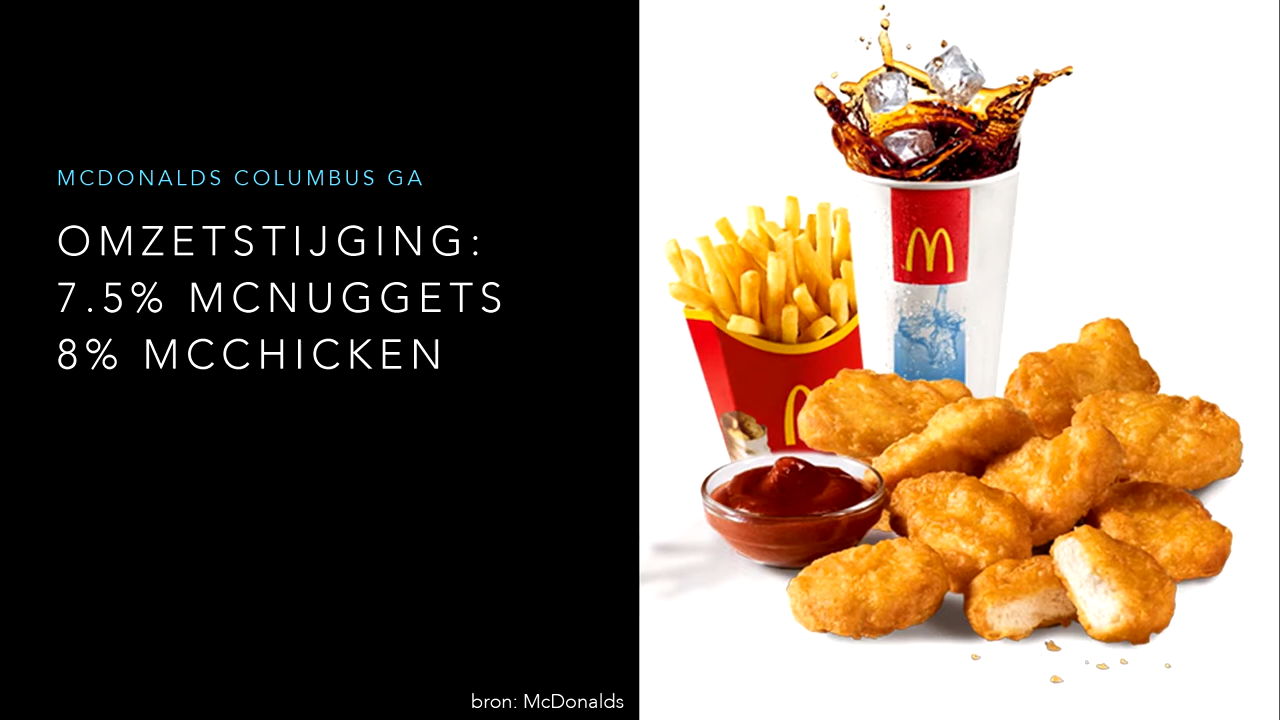 MCDONALDS COLUMBUS GA
OMZETSTIJGING:
7.5% MCNUGGETS
8% MCCHICKEN
bron: McDonalds